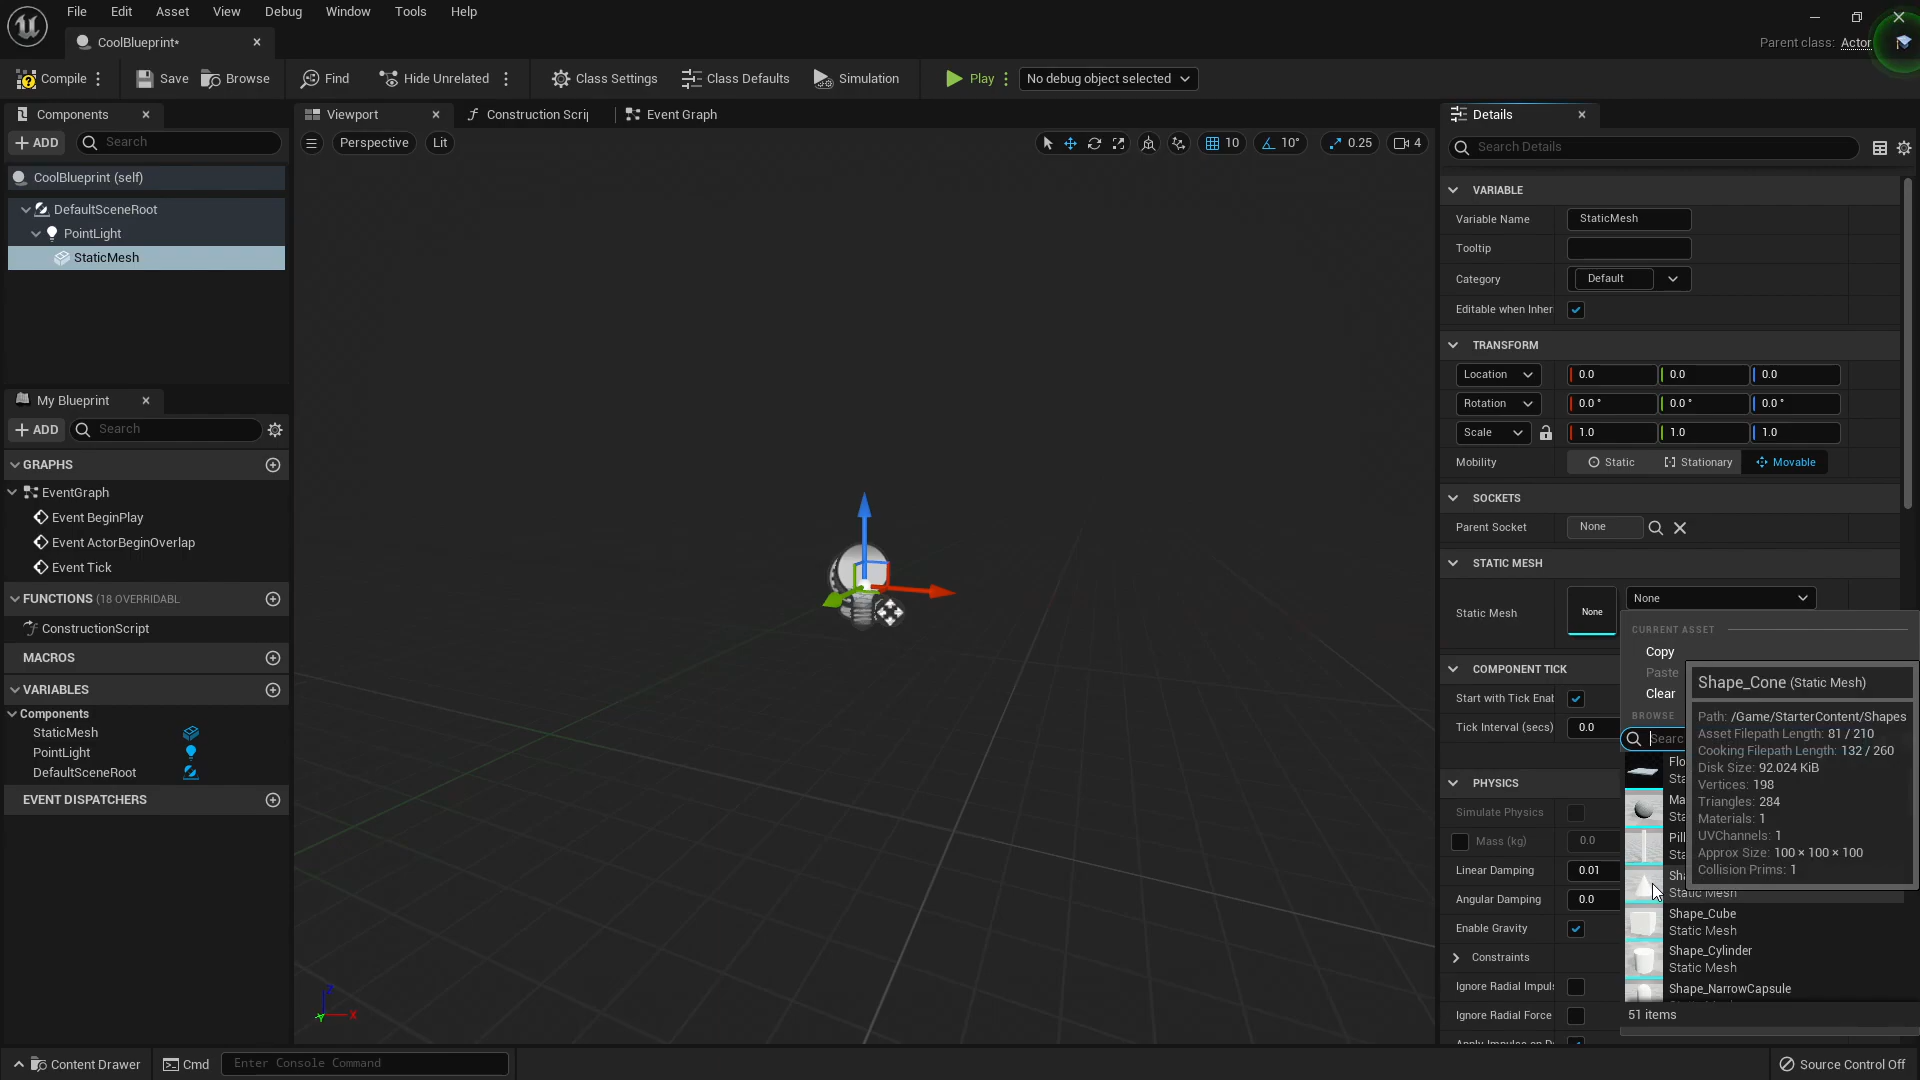 File Edit Asset View Debug Window Tools Help
CoolBlueprint*
Parent class: Actor
Compile Save Browse Find Hide Unrelated Class Settings Class Defaults Simulation Play No debug object selected
Components
Viewport Construction Scrip Event Graph
Details
ADD Search
Perspective Lit
10 10° 0.25 4
Search Details
CoolBlueprint (self)
DefaultSceneRoot
PointLight
StaticMesh
VARIABLE
Variable Name StaticMesh
Tooltip
Category Default
Editable when Inher
TRANSFORM
Location 0.0 0.0 0.0
Rotation 0.0 ° 0.0 ° 0.0 °
Scale 1.0 1.0 1.0
Mobility Static Stationary Movable
SOCKETS
Parent Socket None
STATIC MESH
Static Mesh None None
COMPONENT TICK
Start with Tick Enab
Tick Interval (secs) 0.0
PHYSICS
Simulate Physics
Mass (kg) 0.0
Linear Damping 0.01
Angular Damping 0.0
Enable Gravity
Constraints
Ignore Radial Impuls
Ignore Radial Force
CURRENT ASSET
Copy
Paste
Clear
BROWSE
Searc
Flo
Sta
Ma
Sta
Pill
Sta
Sha
Static Mesh
Shape_Cube
Static Mesh
Shape_Cylinder
Static Mesh
Shape_NarrowCapsule
51 items
Shape_Cone (Static Mesh)
Path: /Game/StarterContent/Shapes
Asset Filepath Length: 81 / 210
Cooking Filepath Length: 132 / 260
Disk Size: 92.024 KiB
Vertices: 198
Triangles: 284
Materials: 1
UVChannels: 1
Approx Size: 100 × 100 × 100
Collision Prims: 1
My Blueprint
ADD Search
GRAPHS
EventGraph
Event BeginPlay
Event ActorBeginOverlap
Event Tick
FUNCTIONS (18 OVERRIDABL
ConstructionScript
MACROS
VARIABLES
Components
StaticMesh
PointLight
DefaultSceneRoot
EVENT DISPATCHERS
Z
Y
X
Content Drawer Cmd Enter Console Command
Source Control Off